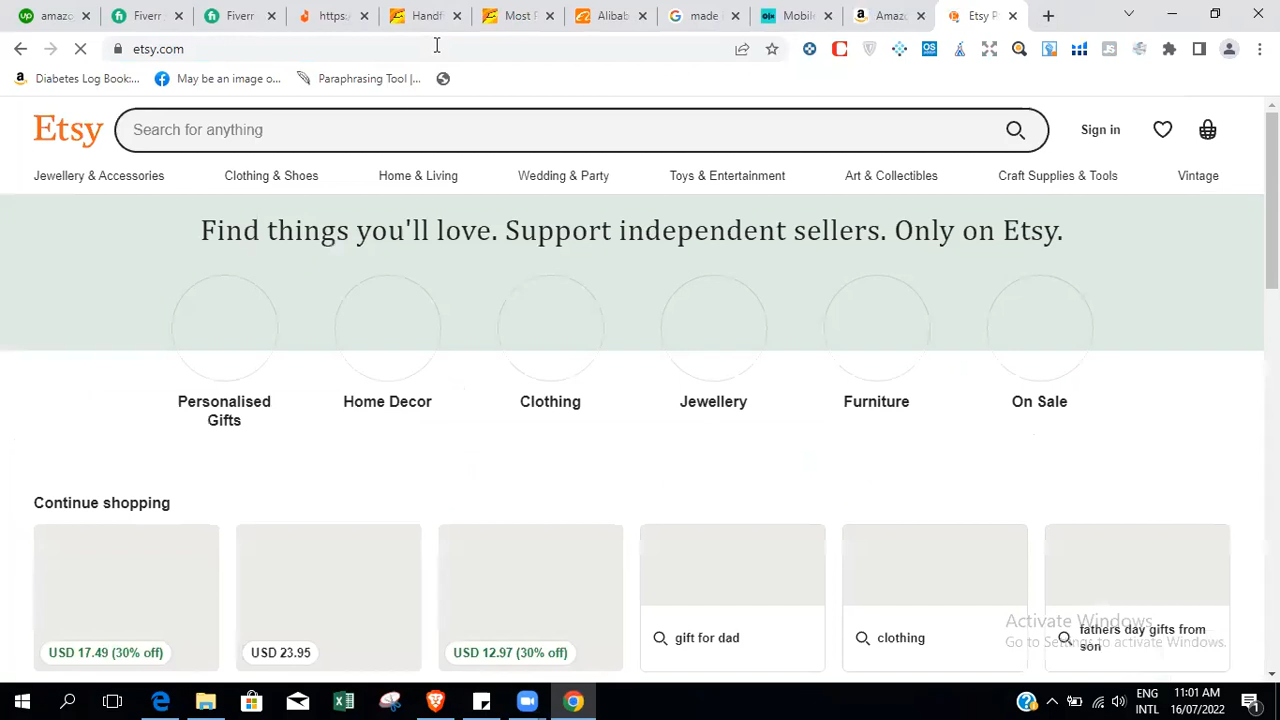 amazo
Fiverr
Fiverr
https:
Handf
Most F
Alibab
made
Mobil
Amazo
Etsy P
etsy.com
Diabetes Log Book:...
May be an image o...
Paraphrasing Tool |...
Etsy
Search for anything
Sign in
Jewellery & Accessories
Clothing & Shoes
Home & Living
Wedding & Party
Toys & Entertainment
Art & Collectibles
Craft Supplies & Tools
Vintage
Find things you'll love. Support independent sellers. Only on Etsy.
Personalised
Gifts
Home Decor
Clothing
Jewellery
Furniture
On Sale
Continue shopping
USD 17.49 (30% off)
USD 23.95
USD 12.97 (30% off)
gift for dad
clothing
fathers day gifts from
son
Activate Windows
Go to Settings to activate Windows.
ENG
INTL
11:01 AM
16/07/2022